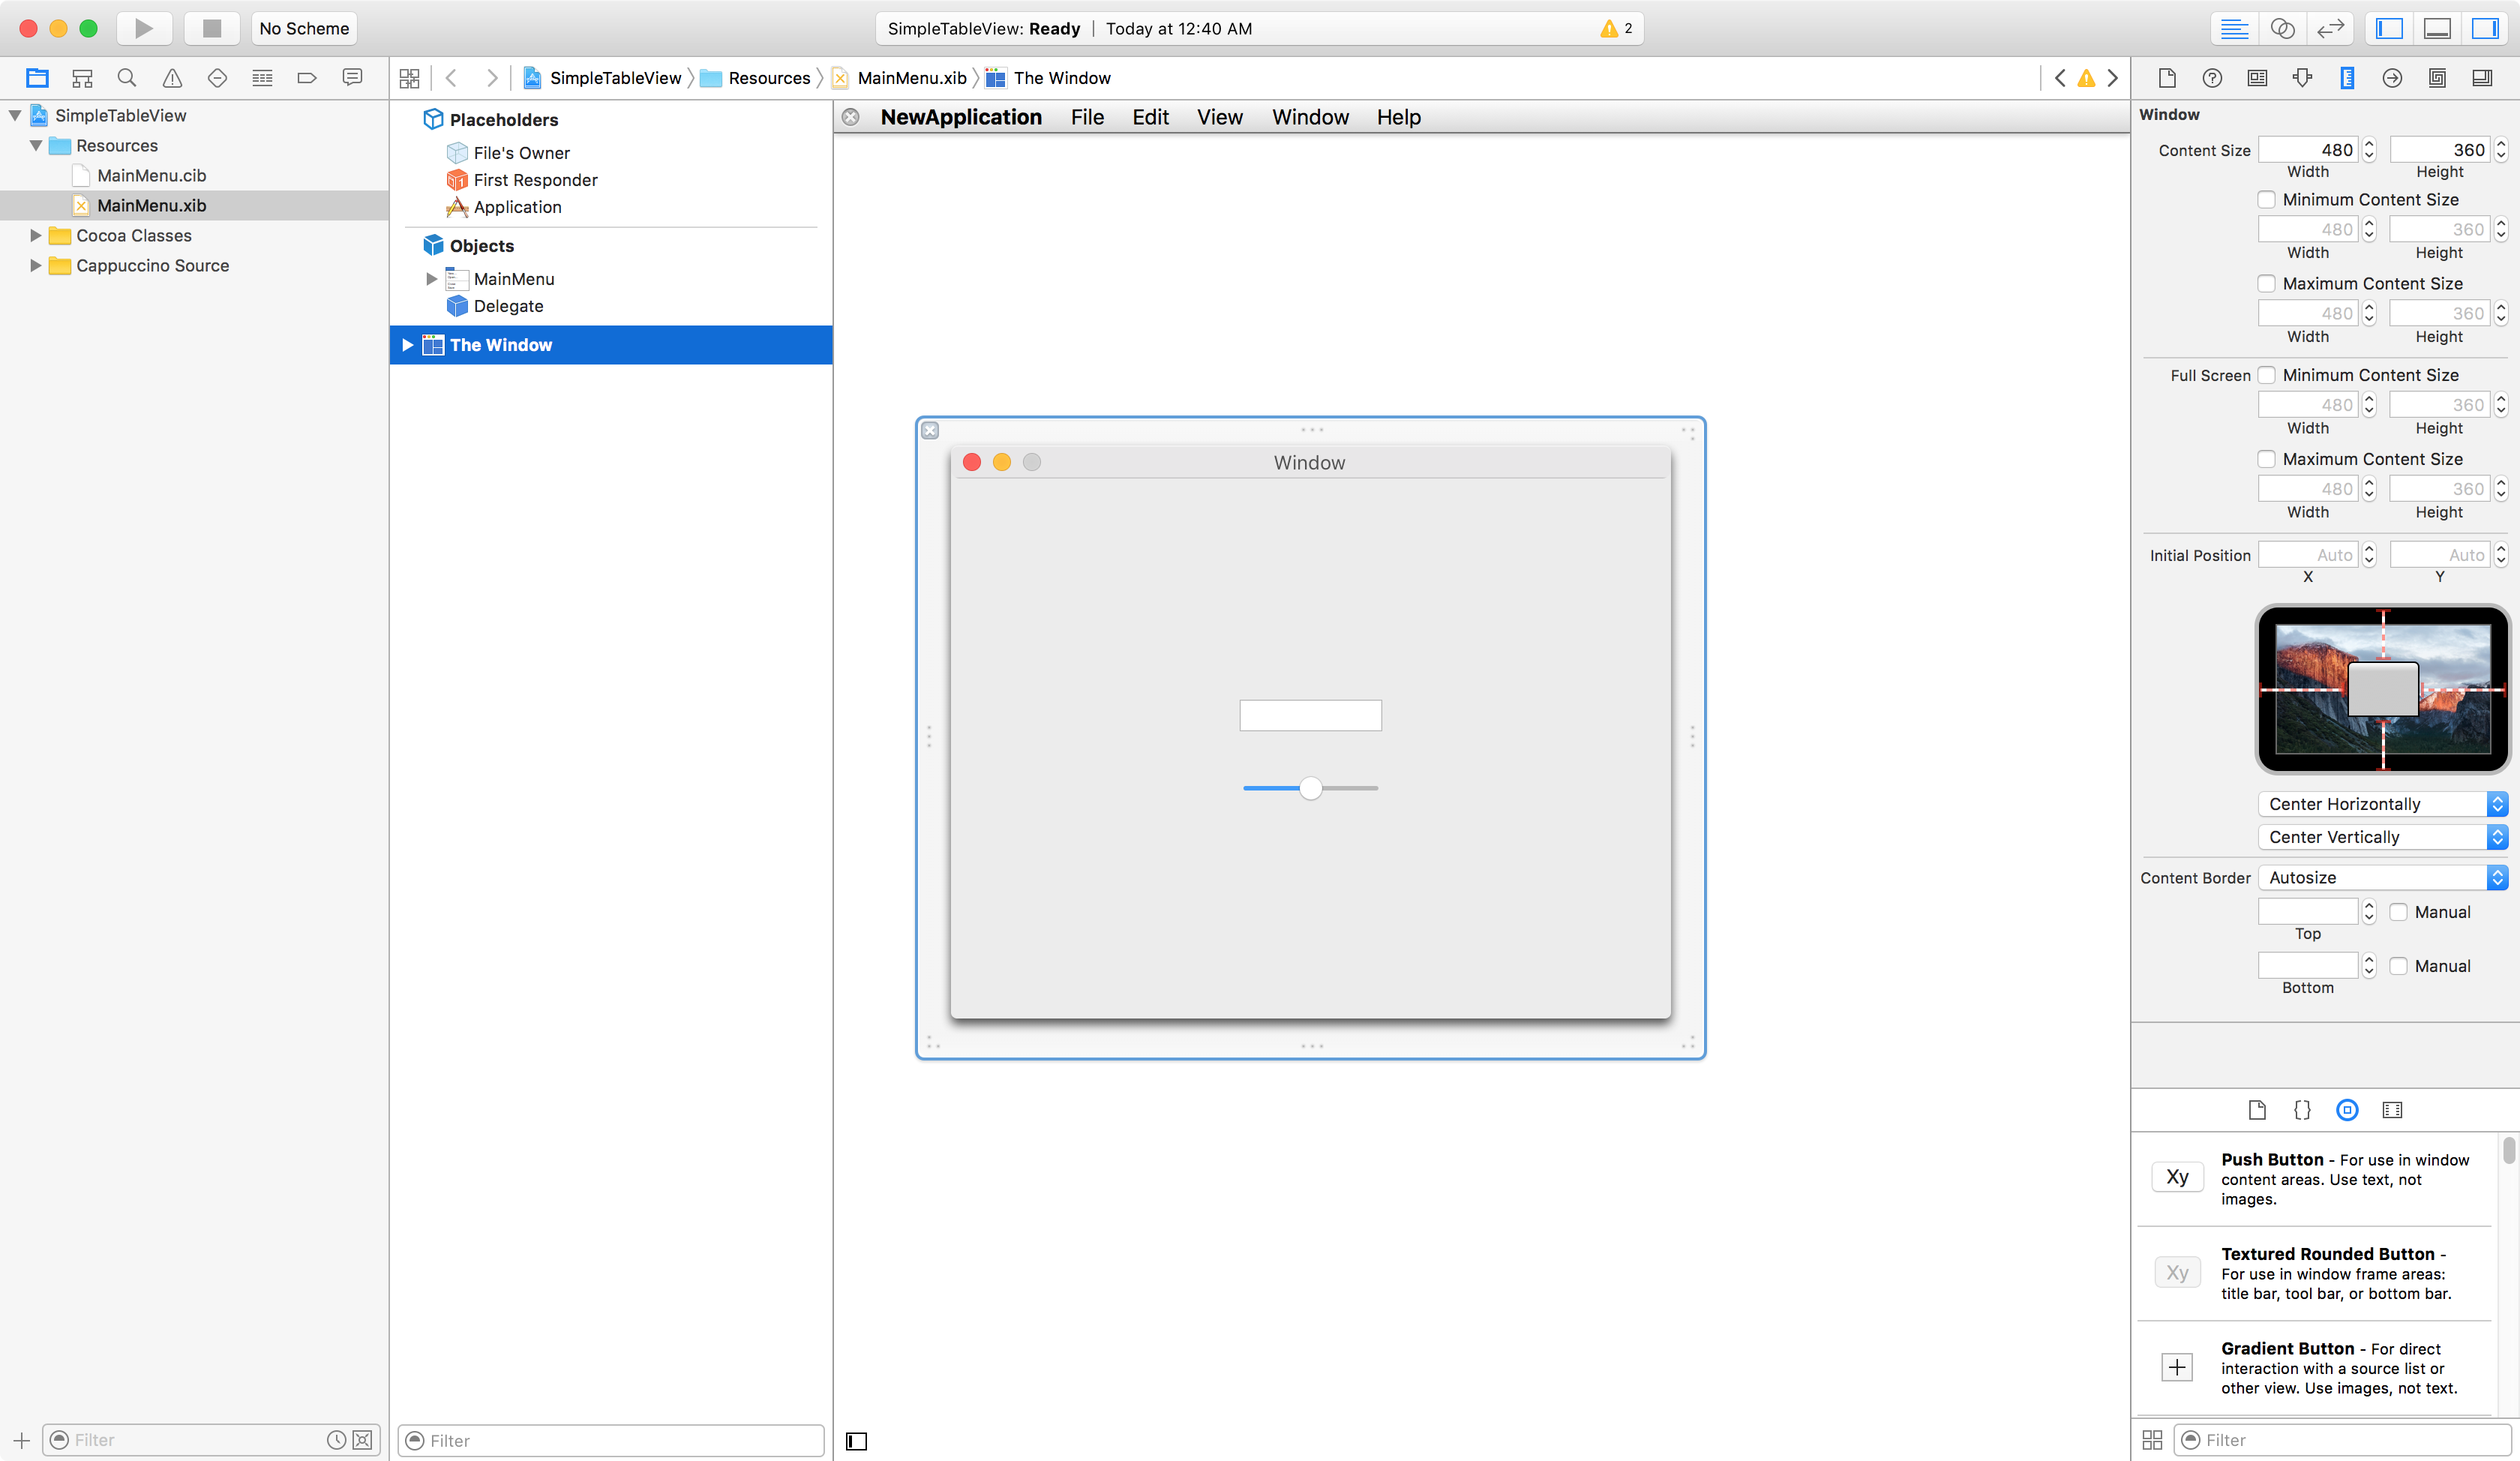 No Scheme
SimpleTableView: Ready | Today at 12:40 AM
2
SimpleTableView
Resources
MainMenu.cib
MainMenu.xib
Cocoa Classes
Cappuccino Source
Filter
SimpleTableView
Resources
MainMenu.xib
The Window
Placeholders
File's Owner
First Responder
Application
Objects
MainMenu
Delegate
The Window
Filter
NewApplication File Edit View Window Help
Window
Window
Content Size 480 360
Width Height
Minimum Content Size
480 360
Width Height
Maximum Content Size
480 360
Width Height
Full Screen Minimum Content Size
480 360
Width Height
Maximum Content Size
480 360
Width Height
Initial Position Auto Auto
X Y
Center Horizontally
Center Vertically
Content Border Autosize
Manual
Top
Manual
Bottom
{}
Xy
Push Button - For use in window
content areas. Use text, not
images.
Xy
Textured Rounded Button -
For use in window frame areas:
title bar, tool bar, or bottom bar.
Gradient Button - For direct
interaction with a source list or
other view. Use images, not text.
Filter